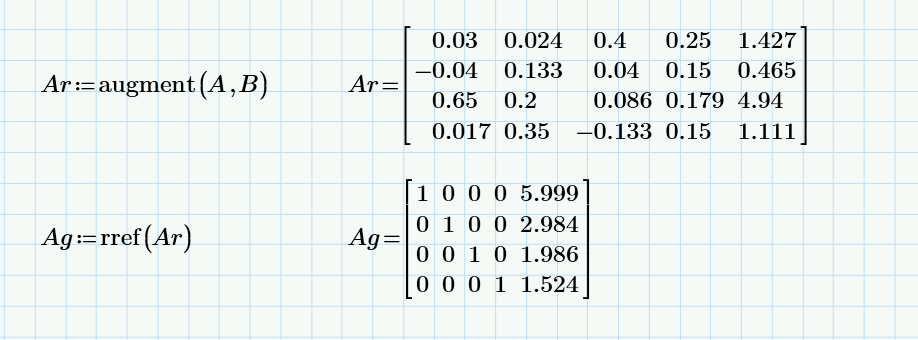 Ar:=augment(A,B) Ar=[0.03 0.024 0.4 0.25 1.427
−0.04 0.133 0.04 0.15 0.465
0.65 0.2 0.086 0.179 4.94
0.017 0.35 −0.133 0.15 1.111]
Ag:=rref(Ar) Ag=[1 0 0 0 5.999
0 1 0 0 2.984
0 0 1 0 1.986
0 0 0 1 1.524]